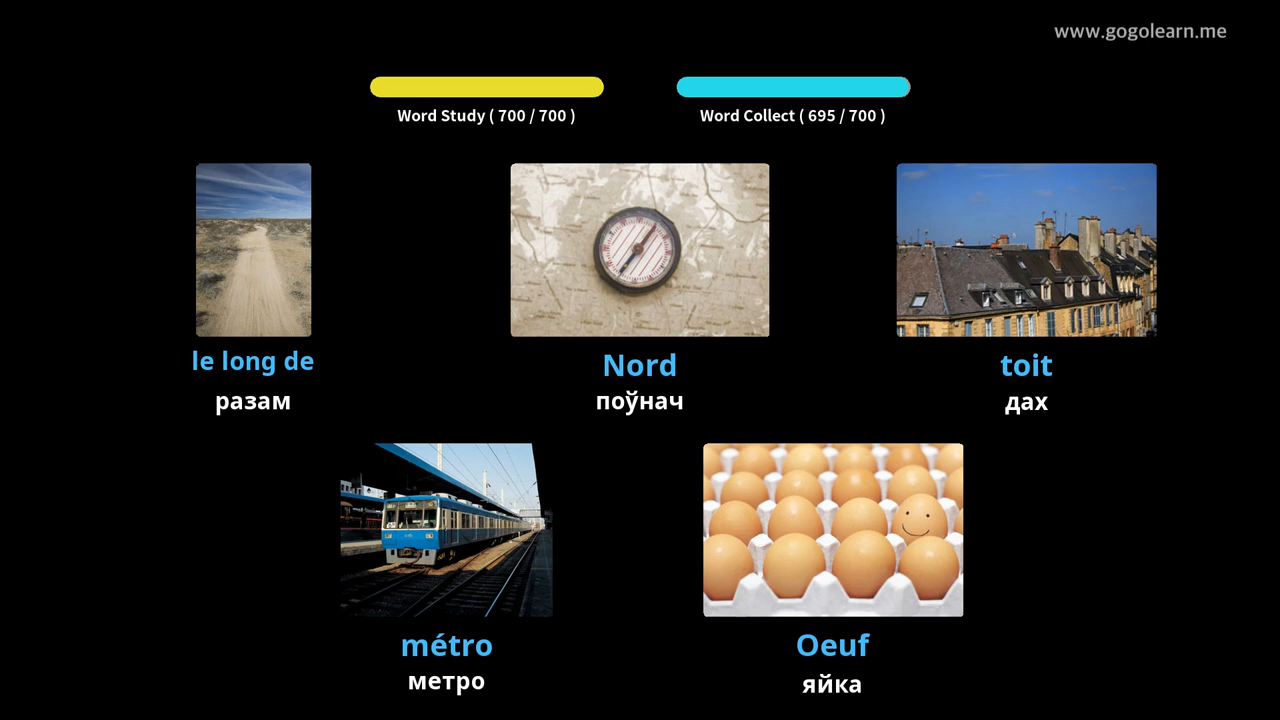 www.gogolearn.me
Word Study ( 700 / 700 )
Word Collect ( 695 / 700 )
le long de
разам
Nord
поўнач
toit
дах
métro
метро
Oeuf
яйка